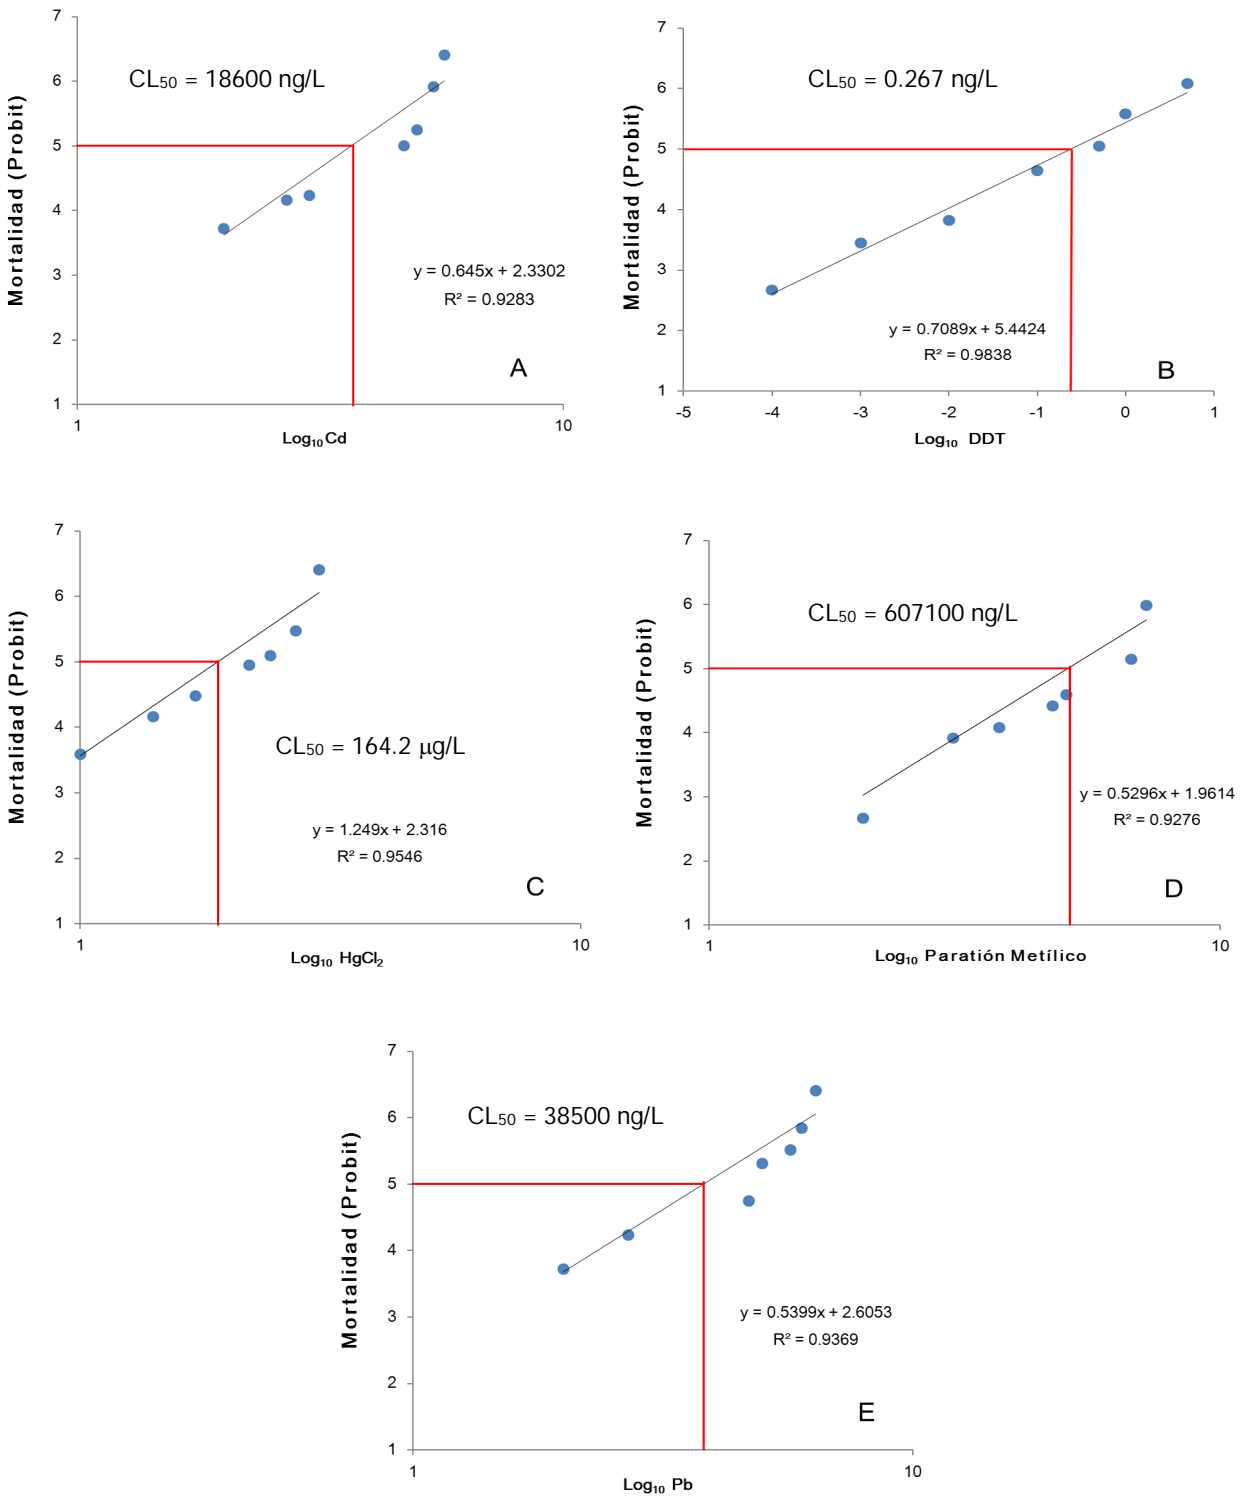 7
6
5
4
3
2
1
1
10
Mortalidad (Probit)
CL₅₀ = 18600 ng/L
y = 0.645x + 2.3302
R² = 0.9283
A
Log₁₀Cd
7
6
5
4
3
2
1
-5 -4 -3 -2 -1 0 1
Mortalidad (Probit)
CL₅₀ = 0.267 ng/L
y = 0.7089x + 5.4424
R² = 0.9838
B
Log₁₀ DDT
7
6
5
4
3
2
1
1
10
Mortalidad (Probit)
CL₅₀ = 164.2 µg/L
y = 1.249x + 2.316
R² = 0.9546
C
Log₁₀ HgCl₂
7
6
5
4
3
2
1
1
10
Mortalidad (Probit)
CL₅₀ = 607100 ng/L
y = 0.5296x + 1.9614
R² = 0.9276
D
Log₁₀ Paratión Metílico
7
6
5
4
3
2
1
1
10
Mortalidad (Probit)
CL₅₀ = 38500 ng/L
y = 0.5399x + 2.6053
R² = 0.9369
E
Log₁₀ Pb